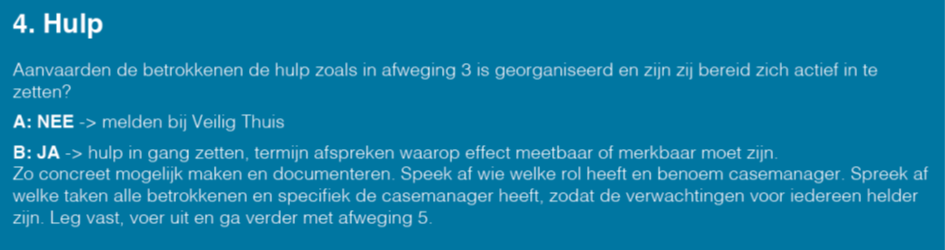 4. Hulp
Aanvaarden de betrokkenen de hulp zoals in afweging 3 is georganiseerd en zijn zij bereid zich actief in te
zetten?
A: NEE -> melden bij Veilig Thuis
B: JA -> hulp in gang zetten, termijn afspreken waarop effect meetbaar of merkbaar moet zijn.
Zo concreet mogelijk maken en documenteren. Speek af wie welke rol heeft en benoem casemanager. Spreek af
welke taken alle betrokkenen en specifiek de casemanager heeft, zodat de verwachtingen voor iedereen helder
zijn. Leg vast, voer uit en ga verder met afweging 5.